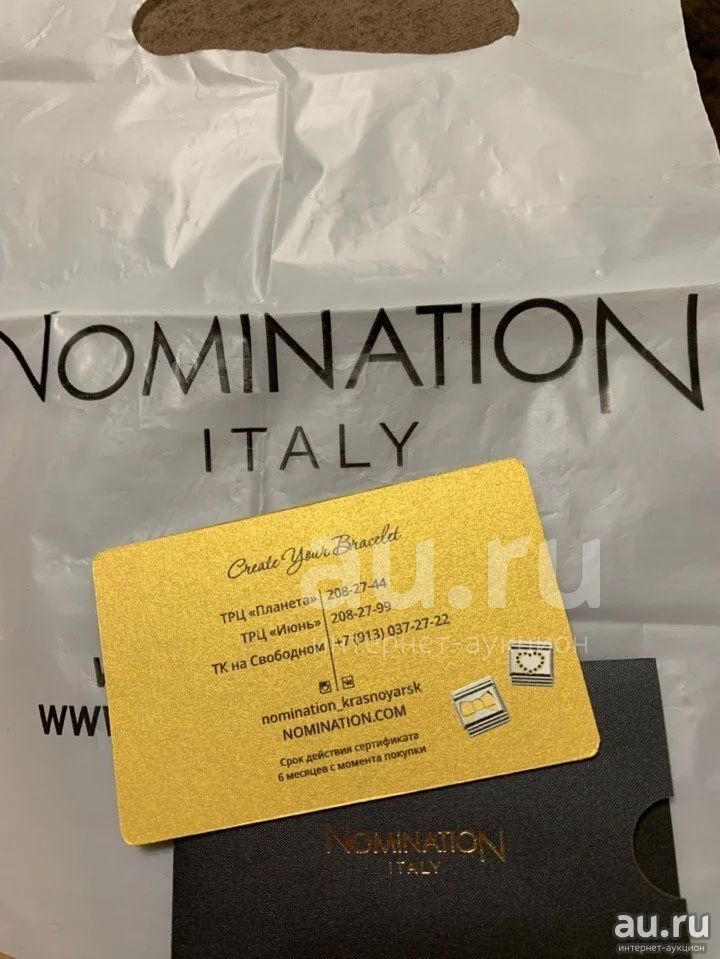 NOMINATION
ITALY
Create Your Bracelet
ТРЦ «Планета» 208-27-44
ТРЦ «Июнь» 208-27-99
ТК на Свободном +7 (913) 037-27-22
nomination_krasnoyarsk
NOMINATION.COM
Срок действия сертификата
6 месяцев с момента покупки
au.ru
интернет-аукцион
WWW
NOMINATION
ITALY
au.ru
интернет-аукцион